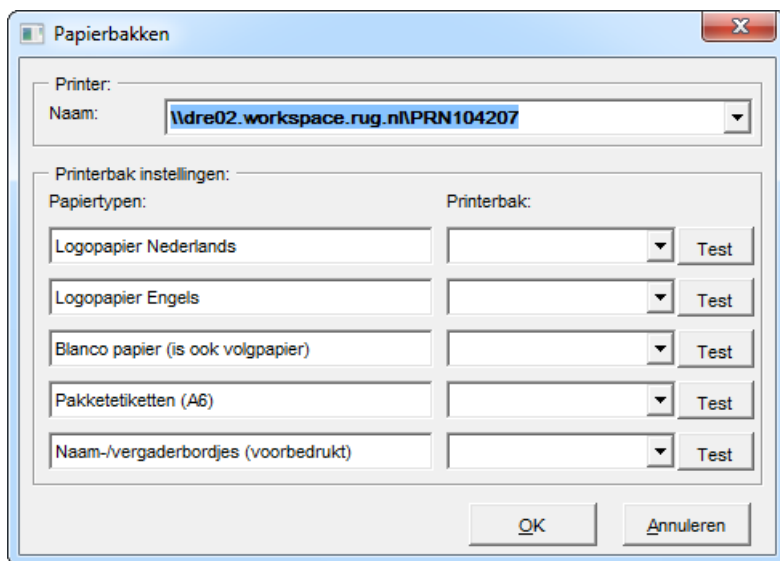 Papierbakken
Printer:
Naam: \\dre02.workspace.rug.nl\PRN104207
Printerbak instellingen:
Papiertypen: Printerbak:
Logopapier Nederlands Test
Logopapier Engels Test
Blanco papier (is ook volgpapier) Test
Pakketetiketten (A6) Test
Naam-/vergaderbordjes (voorbedrukt) Test
OK Annuleren